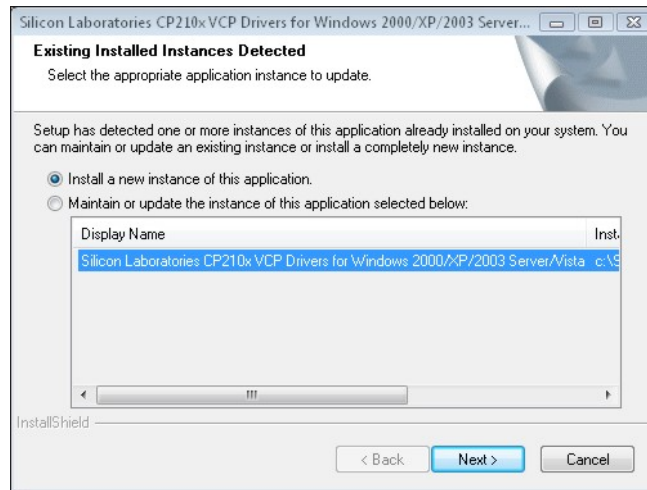 Silicon Laboratories CP210x VCP Drivers for Windows 2000/XP/2003 Server...
Existing Installed Instances Detected
Select the appropriate application instance to update.
Setup has detected one or more instances of this application already installed on your system. You
can maintain or update an existing instance or install a completely new instance.
Install a new instance of this application.
Maintain or update the instance of this application selected below:
Display Name Inst
Silicon Laboratories CP210x VCP Drivers for Windows 2000/XP/2003 Server/Vista c:\S
InstallShield
< Back Next > Cancel